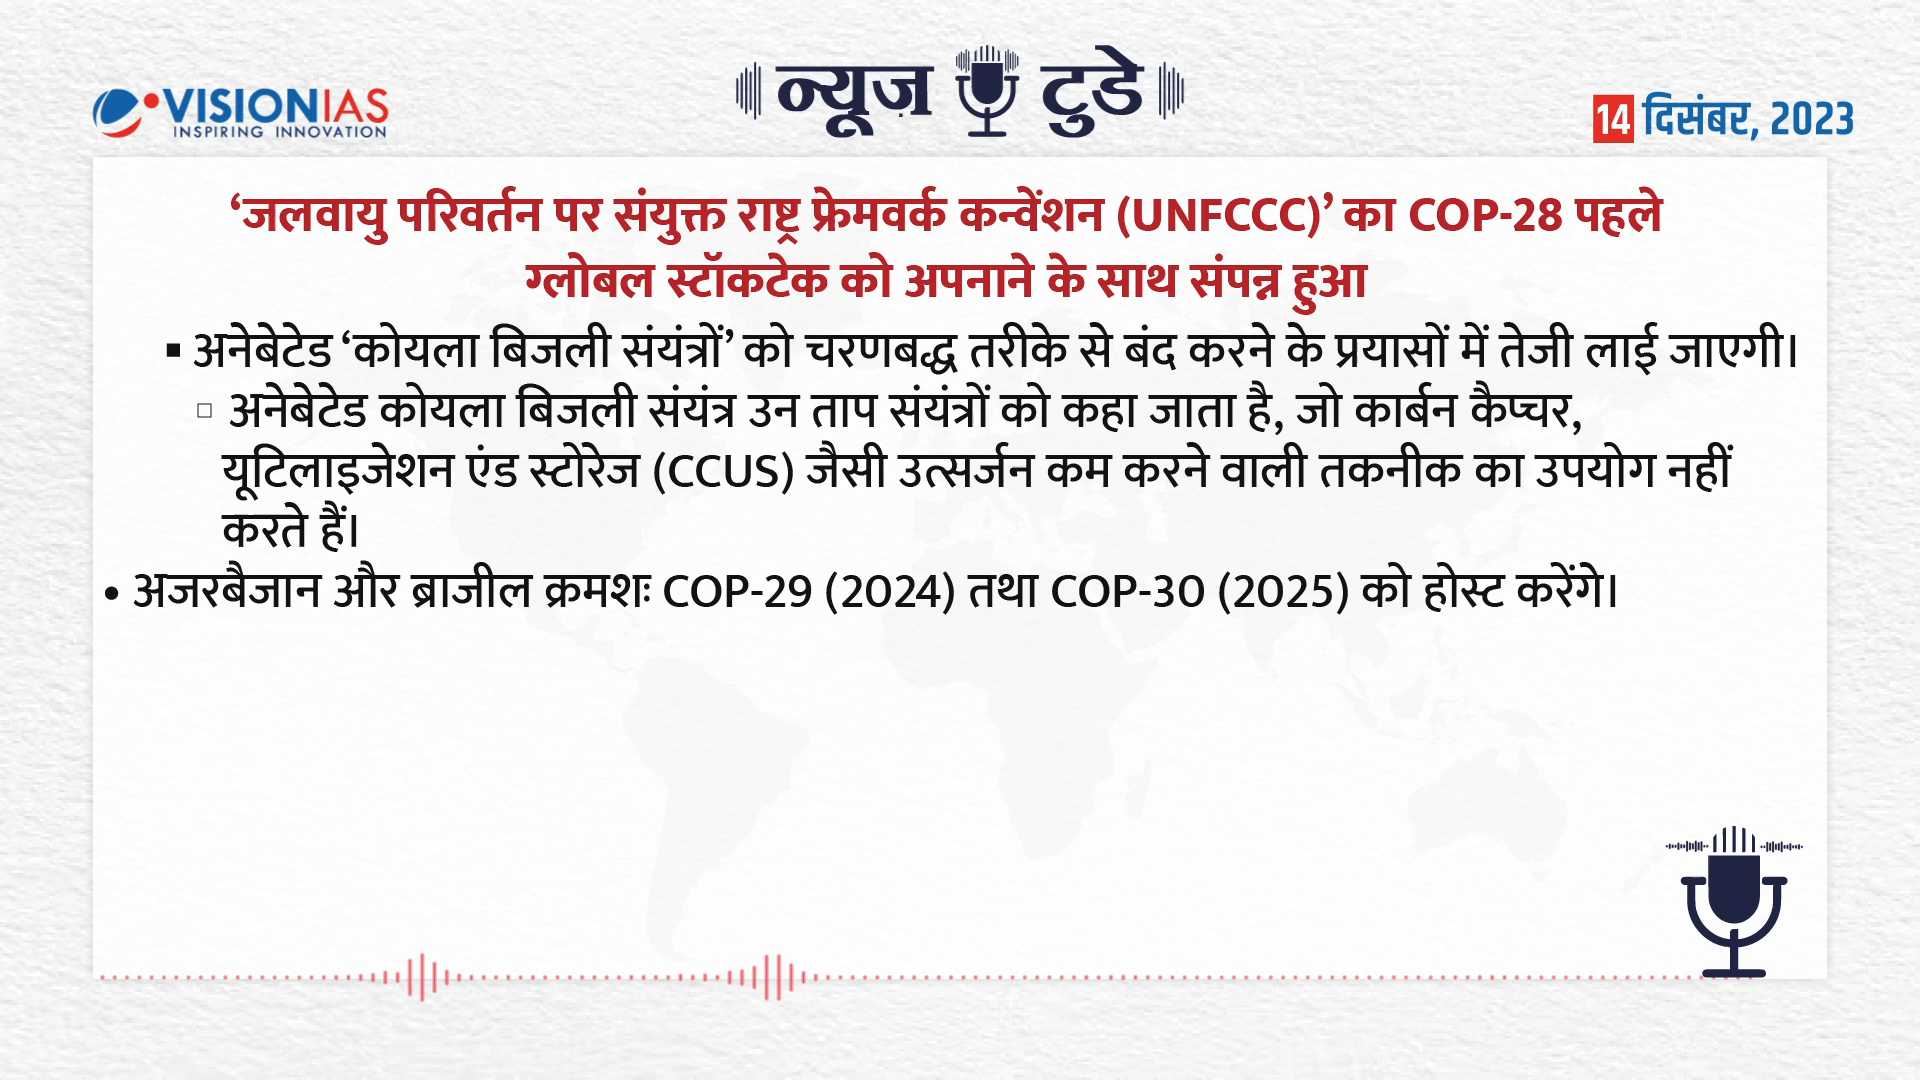 VISIONIAS
INSPIRING INNOVATION
न्यूज़ टुडे
14 दिसंबर, 2023
‘जलवायु परिवर्तन पर संयुक्त राष्ट्र फ्रेमवर्क कन्वेंशन (UNFCCC)’ का COP-28 पहले
ग्लोबल स्टॉकटेक को अपनाने के साथ संपन्न हुआ
▪ अनेबेटेड ‘कोयला बिजली संयंत्रों’ को चरणबद्ध तरीके से बंद करने के प्रयासों में तेजी लाई जाएगी।
▫ अनेबेटेड कोयला बिजली संयंत्र उन ताप संयंत्रों को कहा जाता है, जो कार्बन कैप्चर,
यूटिलाइजेशन एंड स्टोरेज (CCUS) जैसी उत्सर्जन कम करने वाली तकनीक का उपयोग नहीं
करते हैं।
• अजरबैजान और ब्राजील क्रमशः COP-29 (2024) तथा COP-30 (2025) को होस्ट करेंगे।